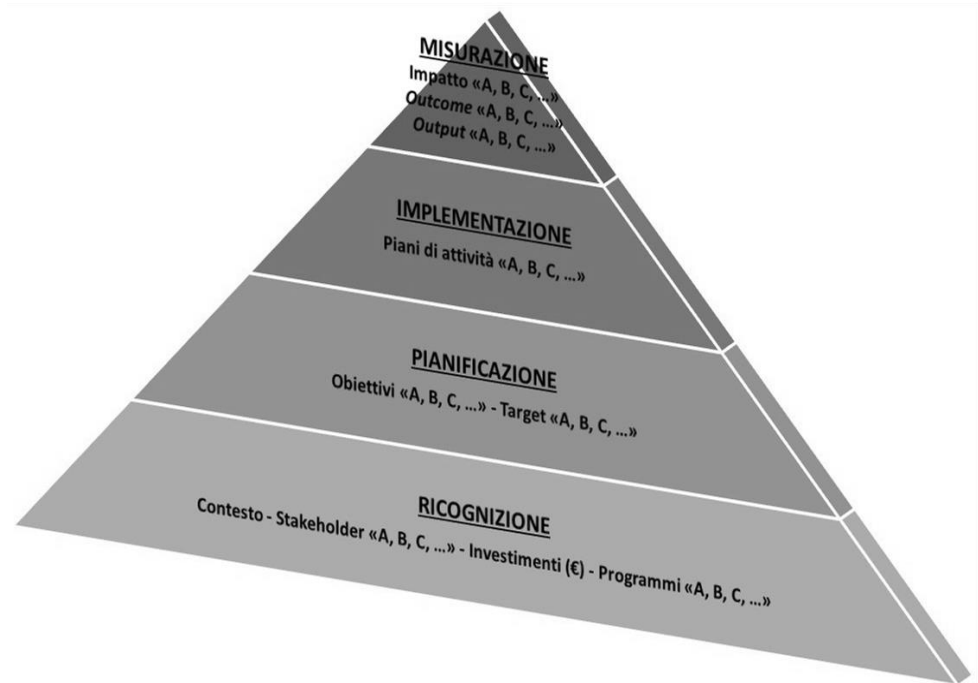 MISURAZIONE
Impatto «A, B, C, ...»
Outcome «A, B, C, ...»
Output «A, B, C, ...»
IMPLEMENTAZIONE
Piani di attività «A, B, C, ...»
PIANIFICAZIONE
Obiettivi «A, B, C, ...» - Target «A, B, C, ...»
RICOGNIZIONE
Contesto - Stakeholder «A, B, C, ...» - Investimenti (€) - Programmi «A, B, C, ...»